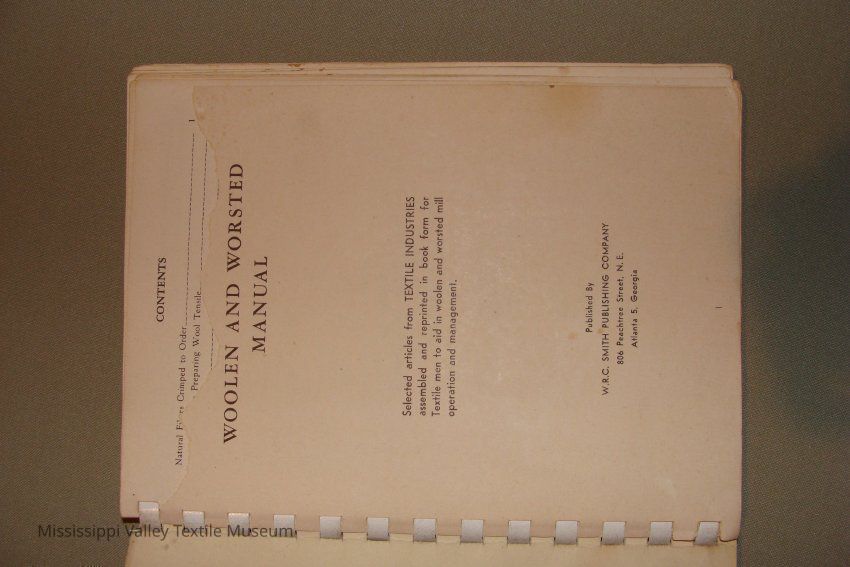 CONTENTS
Natural Fibers Crimped to Order 1
Preparing Wool Tensile
WOOLEN AND WORSTED
MANUAL
Selected articles from TEXTILE INDUSTRIES
assembled and reprinted in book form for
Textile men to aid in woolen and worsted mill
operation and management.
Published By
W.R.C. SMITH PUBLISHING COMPANY
806 Peachtree Street, N. E.
Atlanta 5, Georgia
Mississippi Valley Textile Museum